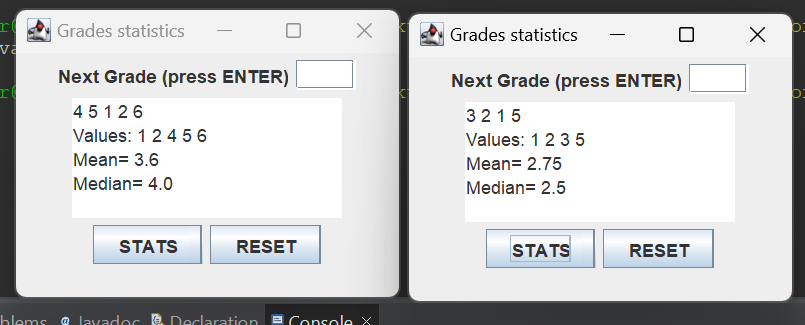 Grades statistics
Next Grade (press ENTER)
4 5 1 2 6
Values: 1 2 4 5 6
Mean= 3.6
Median= 4.0
STATS RESET
Grades statistics
Next Grade (press ENTER)
3 2 1 5
Values: 1 2 3 5
Mean= 2.75
Median= 2.5
STATS RESET
blems @ Javadoc Declaration Console